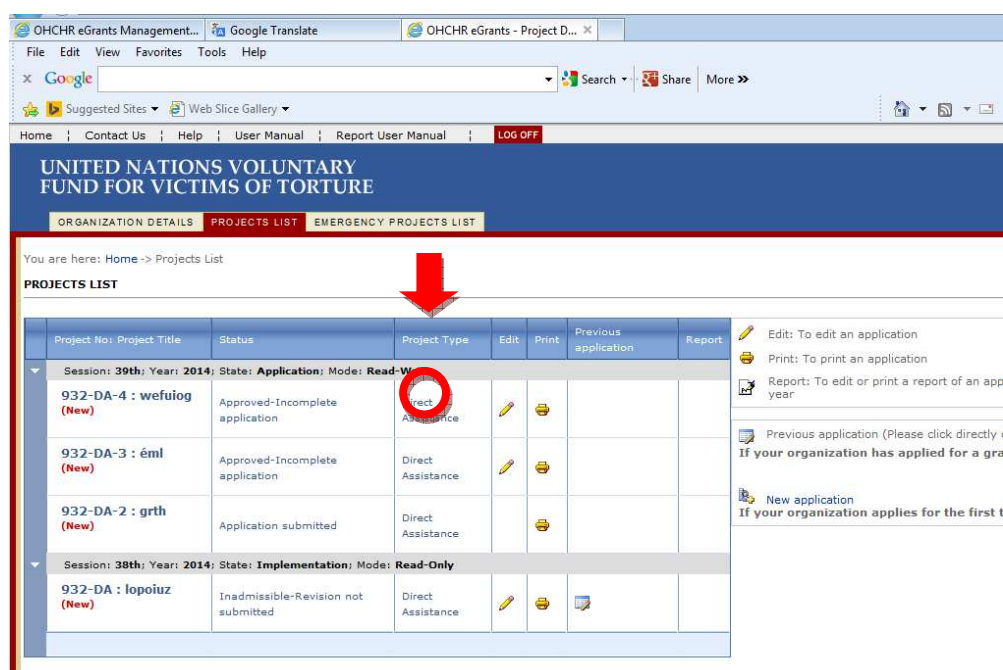 OHCHR eGrants Management... Google Translate OHCHR eGrants - Project D... ×
File Edit View Favorites Tools Help
x Google Search Share More »
Suggested Sites Web Slice Gallery
Home ¦ Contact Us ¦ Help ¦ User Manual ¦ Report User Manual ¦ LOG OFF
UNITED NATIONS VOLUNTARY
FUND FOR VICTIMS OF TORTURE
ORGANIZATION DETAILS PROJECTS LIST EMERGENCY PROJECTS LIST
You are here: Home -> Projects List
PROJECTS LIST
Project No: Project Title Status Project Type Edit Print Previous application Report
Session: 39th; Year: 2014; State: Application; Mode:
932-DA-4 : wefuiog
(New)
Approved-Incomplete
application
Direct
Assistance
932-DA-3 : éml
(New)
Approved-Incomplete
application
Direct
Assistance
932-DA-2 : grth
(New)
Application submitted
Direct
Assistance
Session: 38th; Year: 2014; State: Implementation; Mode: Read-Only
932-DA : lopoiuz
(New)
Inadmissible-Revision not
submitted
Direct
Assistance
Edit: To edit an application
Print: To print an application
Report: To edit or print a report of an app
year
Previous application (Please click directly
If your organization has applied for a gra
New application
If your organization applies for the first t